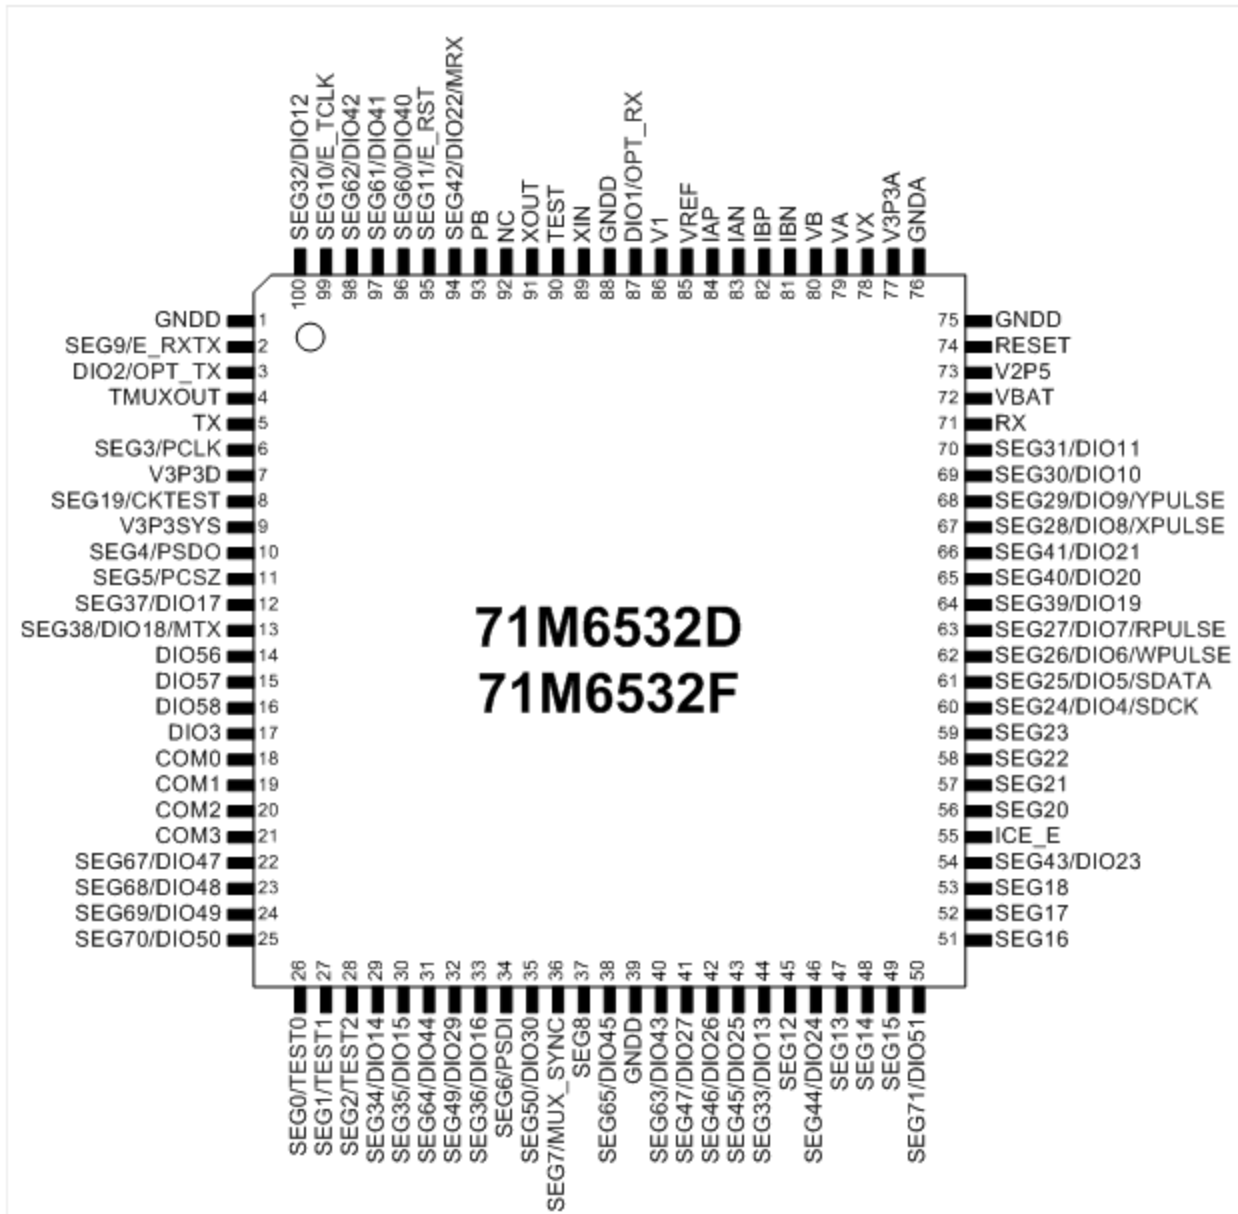 SEG32/DIO12
SEG10/E_TCLK
SEG62/DIO42
SEG61/DIO41
SEG60/DIO40
SEG11/E_RST
SEG42/DIO22/MRX
PB
NC
XOUT
TEST
XIN
GNDD
DIO1/OPT_RX
V1
VREF
IAP
IAN
IBP
IBN
VB
VA
VX
V3P3A
GNDA
100
99
98
97
96
95
94
93
92
91
90
89
88
87
86
85
84
83
82
81
80
79
78
77
76
GNDD 1
SEG9/E_RXTX 2
DIO2/OPT_TX 3
TMUXOUT 4
TX 5
SEG3/PCLK 6
V3P3D 7
SEG19/CKTEST 8
V3P3SYS 9
SEG4/PSDO 10
SEG5/PCSZ 11
SEG37/DIO17 12
SEG38/DIO18/MTX 13
DIO56 14
DIO57 15
DIO58 16
DIO3 17
COM0 18
COM1 19
COM2 20
COM3 21
SEG67/DIO47 22
SEG68/DIO48 23
SEG69/DIO49 24
SEG70/DIO50 25
71M6532D
71M6532F
75 GNDD
74 RESET
73 V2P5
72 VBAT
71 RX
70 SEG31/DIO11
69 SEG30/DIO10
68 SEG29/DIO9/YPULSE
67 SEG28/DIO8/XPULSE
66 SEG41/DIO21
65 SEG40/DIO20
64 SEG39/DIO19
63 SEG27/DIO7/RPULSE
62 SEG26/DIO6/WPULSE
61 SEG25/DIO5/SDATA
60 SEG24/DIO4/SDCK
59 SEG23
58 SEG22
57 SEG21
56 SEG20
55 ICE_E
54 SEG43/DIO23
53 SEG18
52 SEG17
51 SEG16
26
27
28
29
30
31
32
33
34
35
36
37
38
39
40
41
42
43
44
45
46
47
48
49
50
SEG0/TEST0
SEG1/TEST1
SEG2/TEST2
SEG34/DIO14
SEG35/DIO15
SEG64/DIO44
SEG49/DIO29
SEG36/DIO16
SEG6/PSDI
SEG50/DIO30
SEG7/MUX_SYNC
SEG8
SEG65/DIO45
GNDD
SEG63/DIO43
SEG47/DIO27
SEG46/DIO26
SEG45/DIO25
SEG33/DIO13
SEG12
SEG44/DIO24
SEG13
SEG14
SEG15
SEG71/DIO51